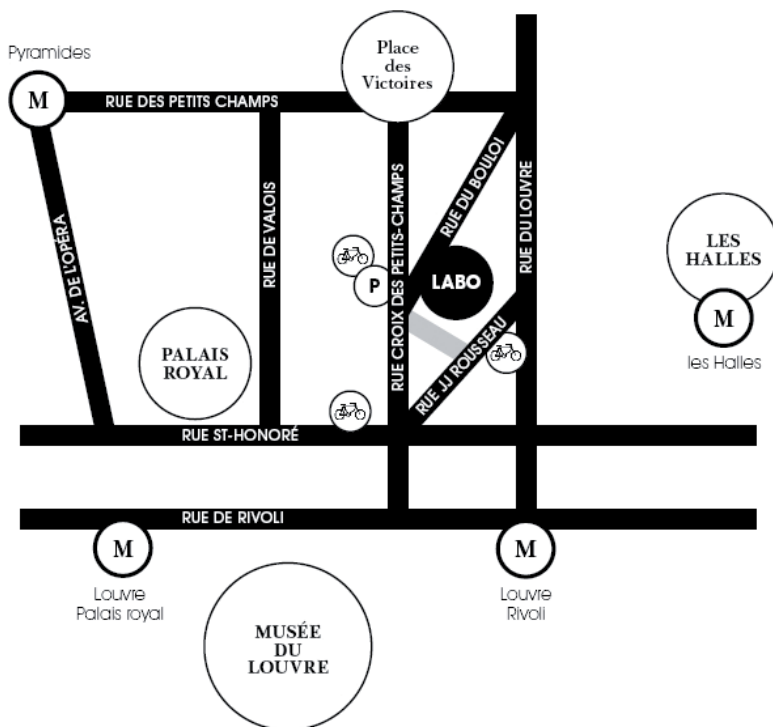 Pyramides
M
Place
des
Victoires
RUE DES PETITS CHAMPS
AV. DE L'OPÉRA
RUE DE VALOIS
RUE CROIX DES PETITS-CHAMPS
RUE DU BOULOI
RUE DU LOUVRE
P
LABO
LES
HALLES
M
les Halles
PALAIS
ROYAL
RUE JJ ROUSSEAU
RUE ST-HONORÉ
RUE DE RIVOLI
M
Louvre
Palais royal
M
Louvre
Rivoli
MUSÉE
DU
LOUVRE